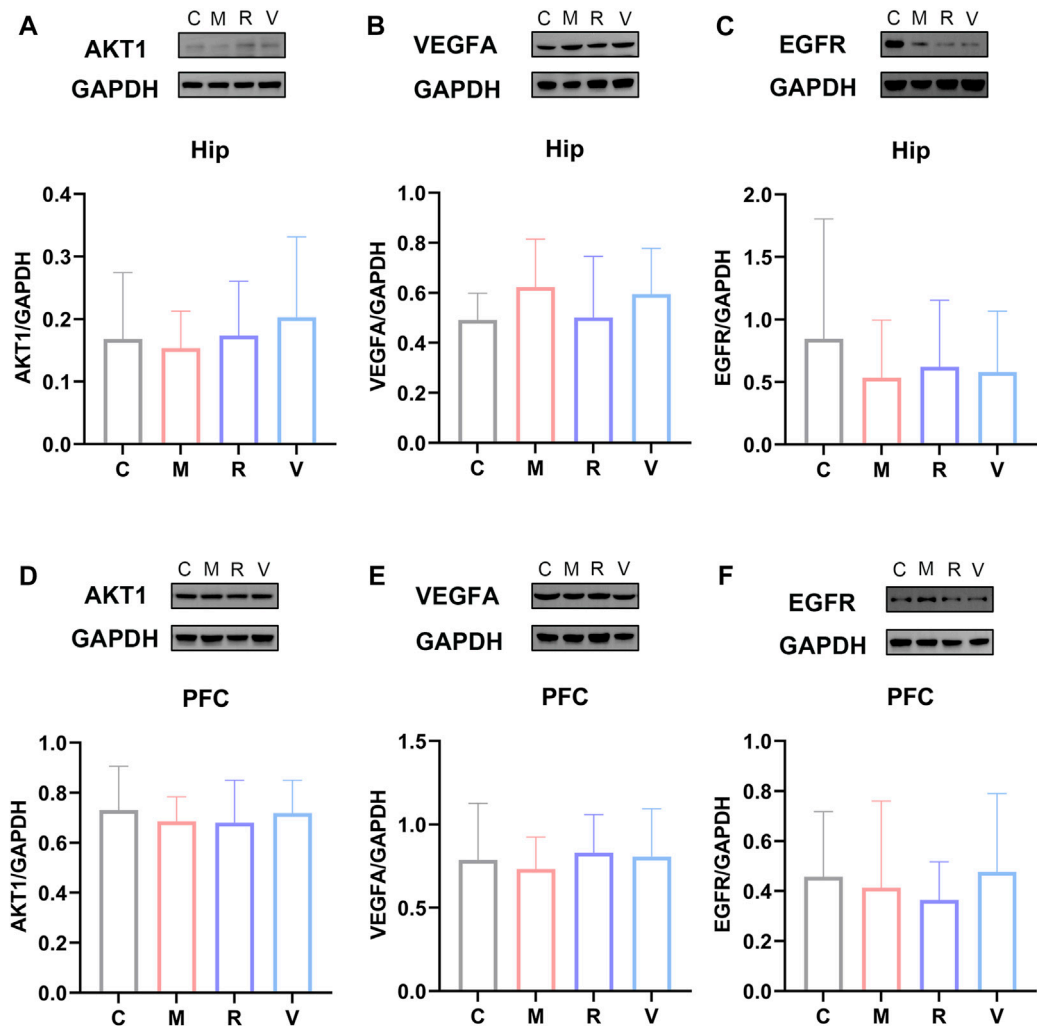 A
C M R V
AKT1
GAPDH
Hip
AKT1/GAPDH
0.4
0.3
0.2
0.1
0.0
C M R V
B
C M R V
VEGFA
GAPDH
Hip
VEGFA/GAPDH
1.0
0.8
0.6
0.4
0.2
0.0
C M R V
C
C M R V
EGFR
GAPDH
Hip
EGFR/GAPDH
2.0
1.5
1.0
0.5
0.0
C M R V
D
C M R V
AKT1
GAPDH
PFC
AKT1/GAPDH
1.0
0.8
0.6
0.4
0.2
0.0
C M R V
E
C M R V
VEGFA
GAPDH
PFC
VEGFA/GAPDH
1.5
1.0
0.5
0.0
C M R V
F
C M R V
EGFR
GAPDH
PFC
EGFR/GAPDH
1.0
0.8
0.6
0.4
0.2
0.0
C M R V